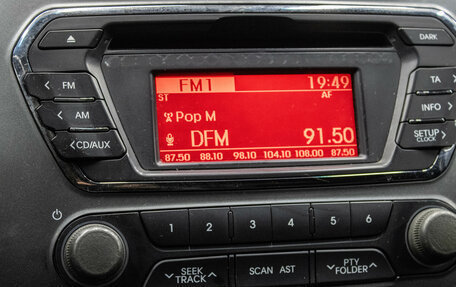 DARK
FM1 19:49
ST AF
Pop M
DFM 91.50
87.50 88.10 98.10 104.10 108.00 87.50
FM
AM
CD/AUX
TA
INFO
SETUP
CLOCK
1 2 3 4 5 6
SEEK
TRACK
SCAN AST
PTY
FOLDER